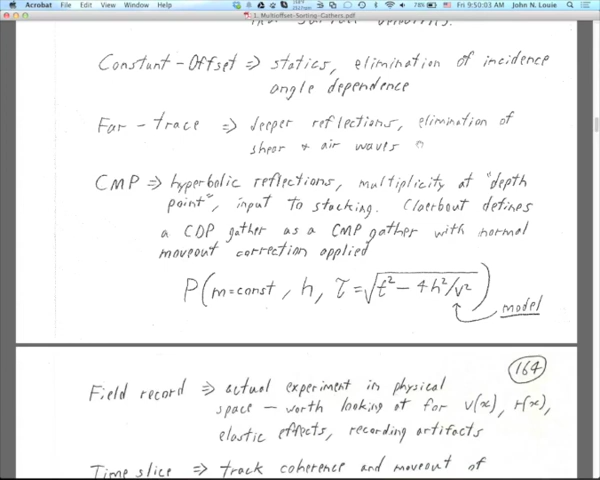 Acrobat File Edit View Window Help
78% Fri 9:50:03 AM John N. Louie
1. Multioffset-Sorting-Gathers.pdf
Constant-Offset ⇒ statics, elimination of incidence
angle dependence
Far-trace ⇒ deeper reflections, elimination of
shear + air waves
CMP ⇒ hyperbolic reflections, multiplicity at "depth
point", input to stacking. Claerbout defines
a CDP gather as a CMP gather with normal
moveout correction applied
P(m=const, h, τ=√t²-4h²/v²)
model
164
Field record ⇒ actual experiment in physical
space - worth looking at for v(x), r(x),
elastic effects, recording artifacts
Time slice ⇒ track coherence and moveout of